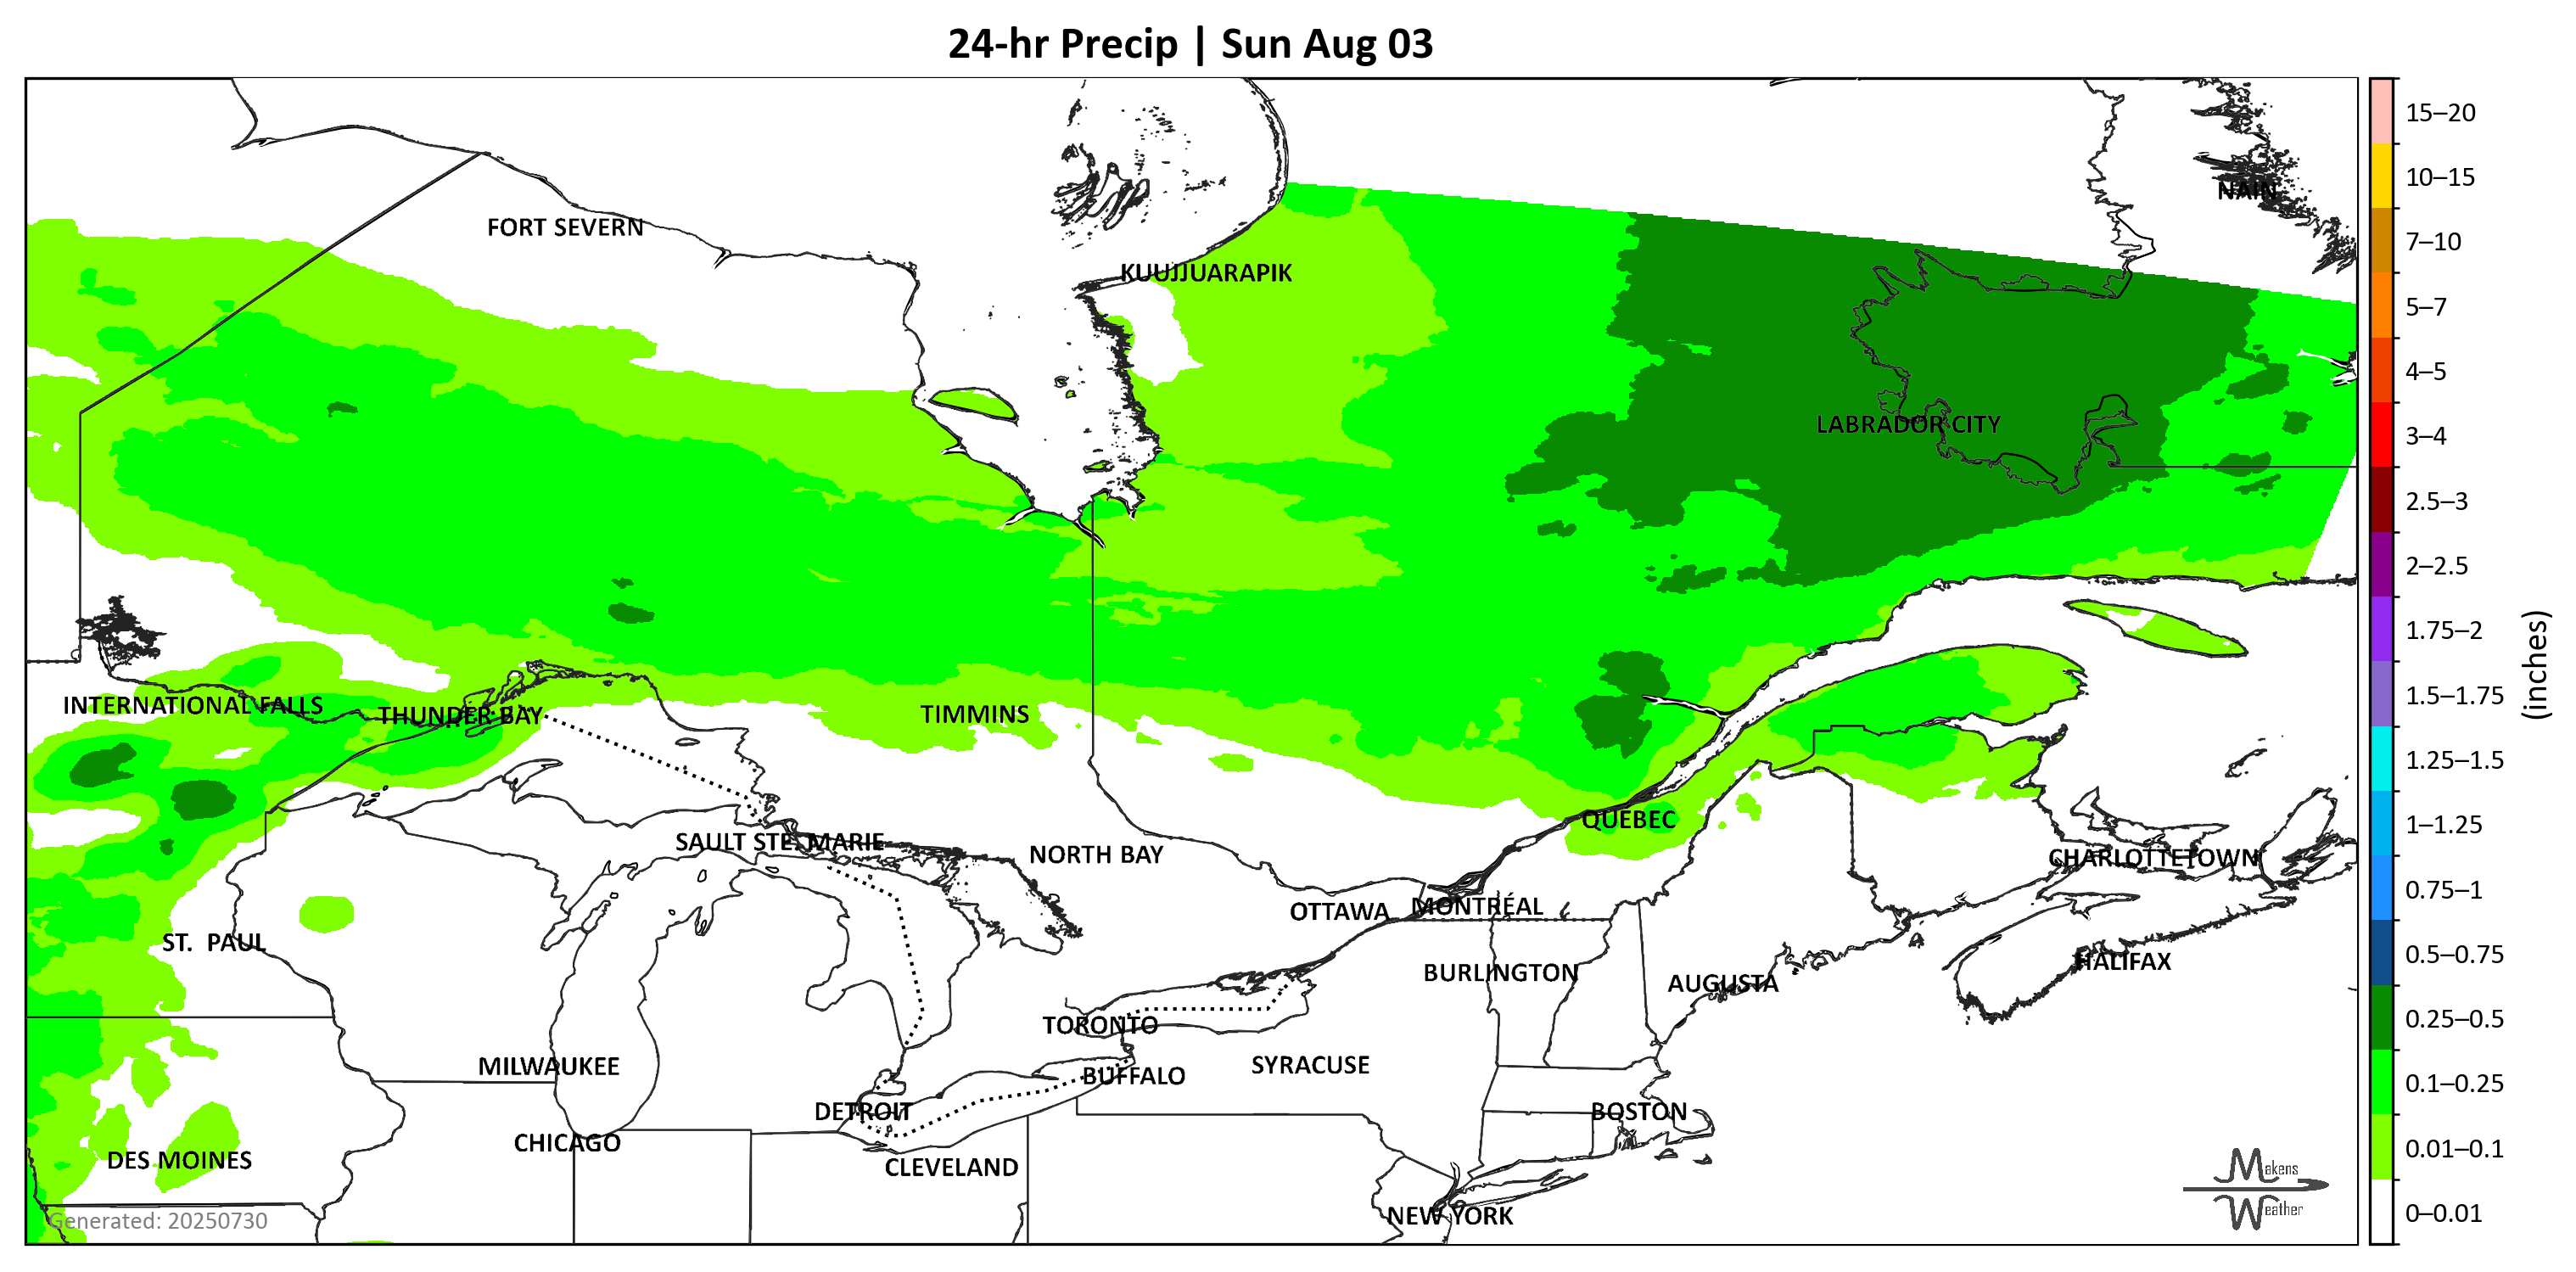 24-hr Precip | Sun Aug 03
NAIN
FORT SEVERN
KUUJJUARAPIK
LABRADOR CITY
INTERNATIONAL FALLS
THUNDER BAY
TIMMINS
QUEBEC
SAULT STE. MARIE
NORTH BAY
CHARLOTTETOWN
OTTAWA
MONTRÉAL
ST. PAUL
HALIFAX
BURLINGTON
AUGUSTA
TORONTO
MILWAUKEE
SYRACUSE
BUFFALO
DETROIT
BOSTON
CHICAGO
DES MOINES
CLEVELAND
NEW YORK
Generated: 20250730
Makens
Weather
15–20
10–15
7–10
5–7
4–5
3–4
2.5–3
2–2.5
1.75–2
1.5–1.75
1.25–1.5
1–1.25
0.75–1
0.5–0.75
0.25–0.5
0.1–0.25
0.01–0.1
0–0.01
(inches)